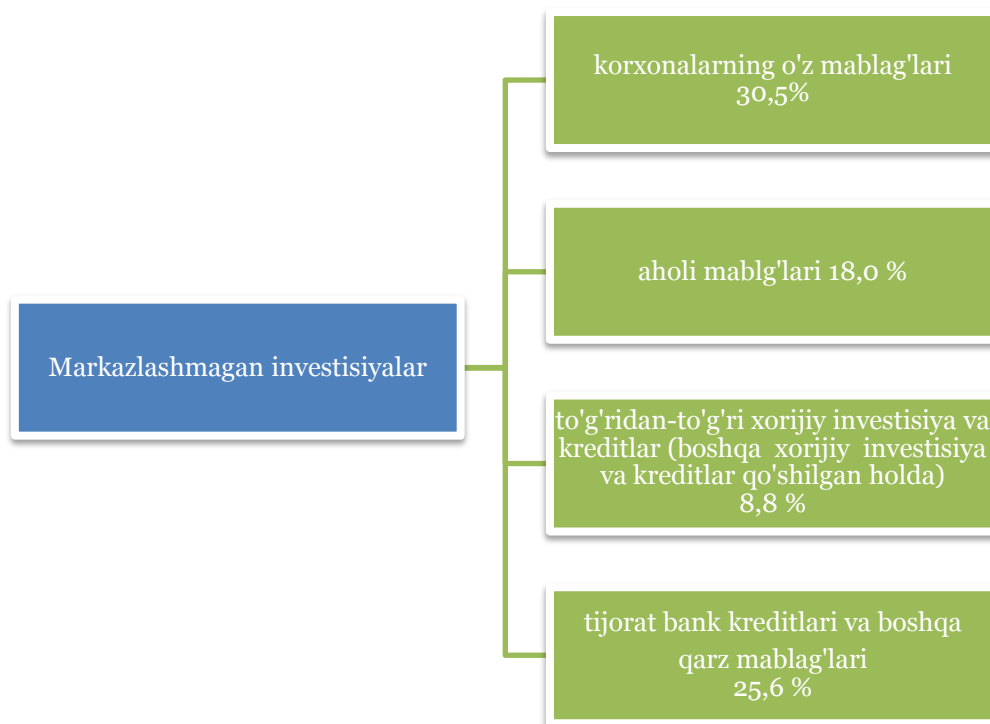 korxonalarning o'z mablag'lari
30,5%
aholi mablg'lari 18,0 %
Markazlashmagan investisiyalar
to'g'ridan-to'g'ri xorijiy investisiya va
kreditlar (boshqa xorijiy investisiya
va kreditlar qo'shilgan holda)
8,8 %
tijorat bank kreditlari va boshqa
qarz mablag'lari
25,6 %